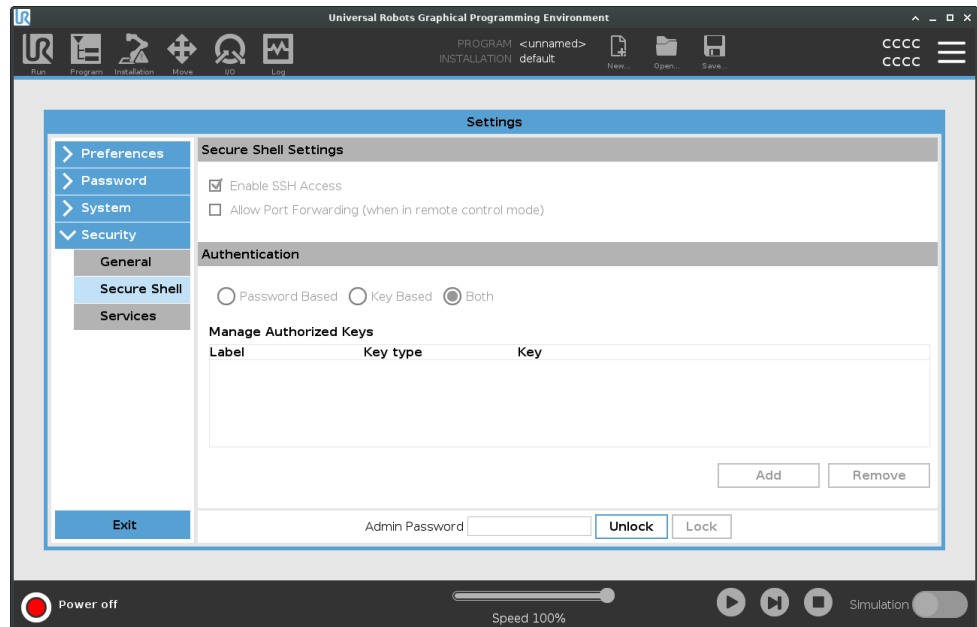 Universal Robots Graphical Programming Environment
UR
Run
Program
Installation
Move
I/O
Log
PROGRAM <unnamed>
INSTALLATION default
New...
Open...
Save...
CCCC
CCCC
Settings
Preferences
Password
System
Security
General
Secure Shell
Services
Exit
Secure Shell Settings
Enable SSH Access
Allow Port Forwarding (when in remote control mode)
Authentication
Password Based Key Based Both
Manage Authorized Keys
Label Key type Key
Add Remove
Admin Password Unlock Lock
Power off
Speed 100%
Simulation